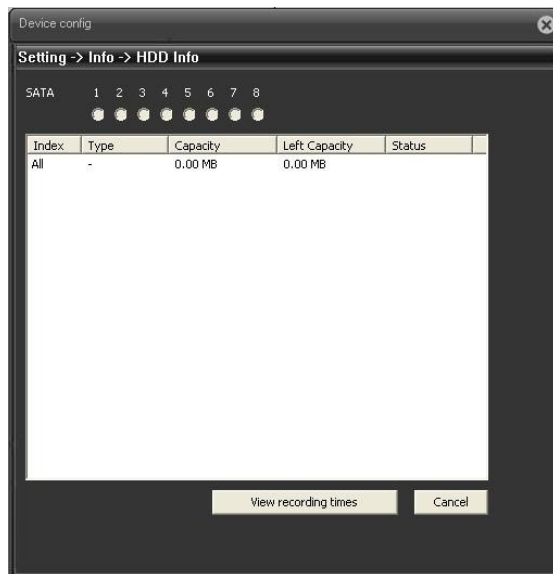 Device config
Setting -> Info -> HDD Info
SATA 1 2 3 4 5 6 7 8
Index Type Capacity Left Capacity Status
All - 0.00 MB 0.00 MB
View recording times Cancel